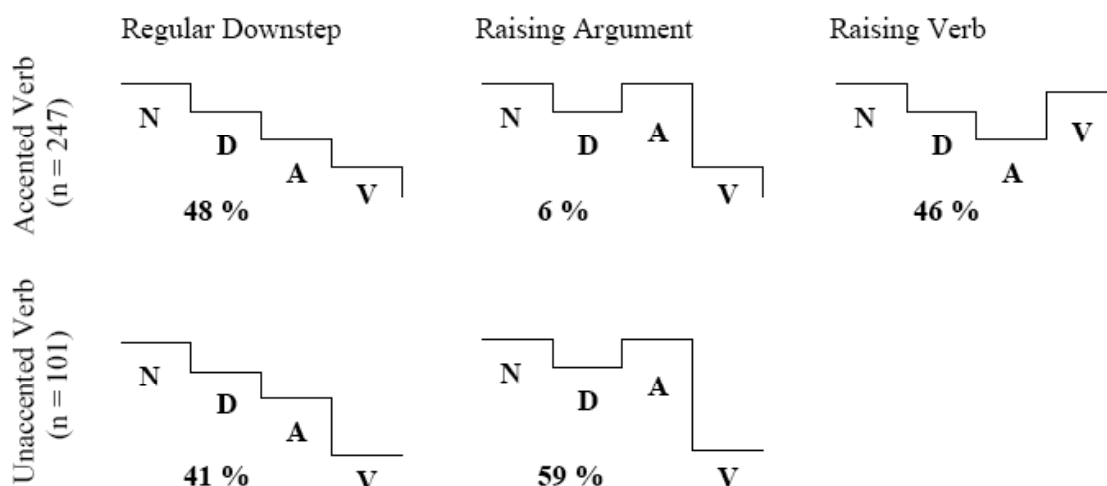 Regular Downstep Raising Argument Raising Verb
Accented Verb
(n = 247)
N D A V
48 %
N D A V
6 %
N D A V
46 %
Unaccented Verb
(n = 101)
N D A V
41 %
N D A V
59 %